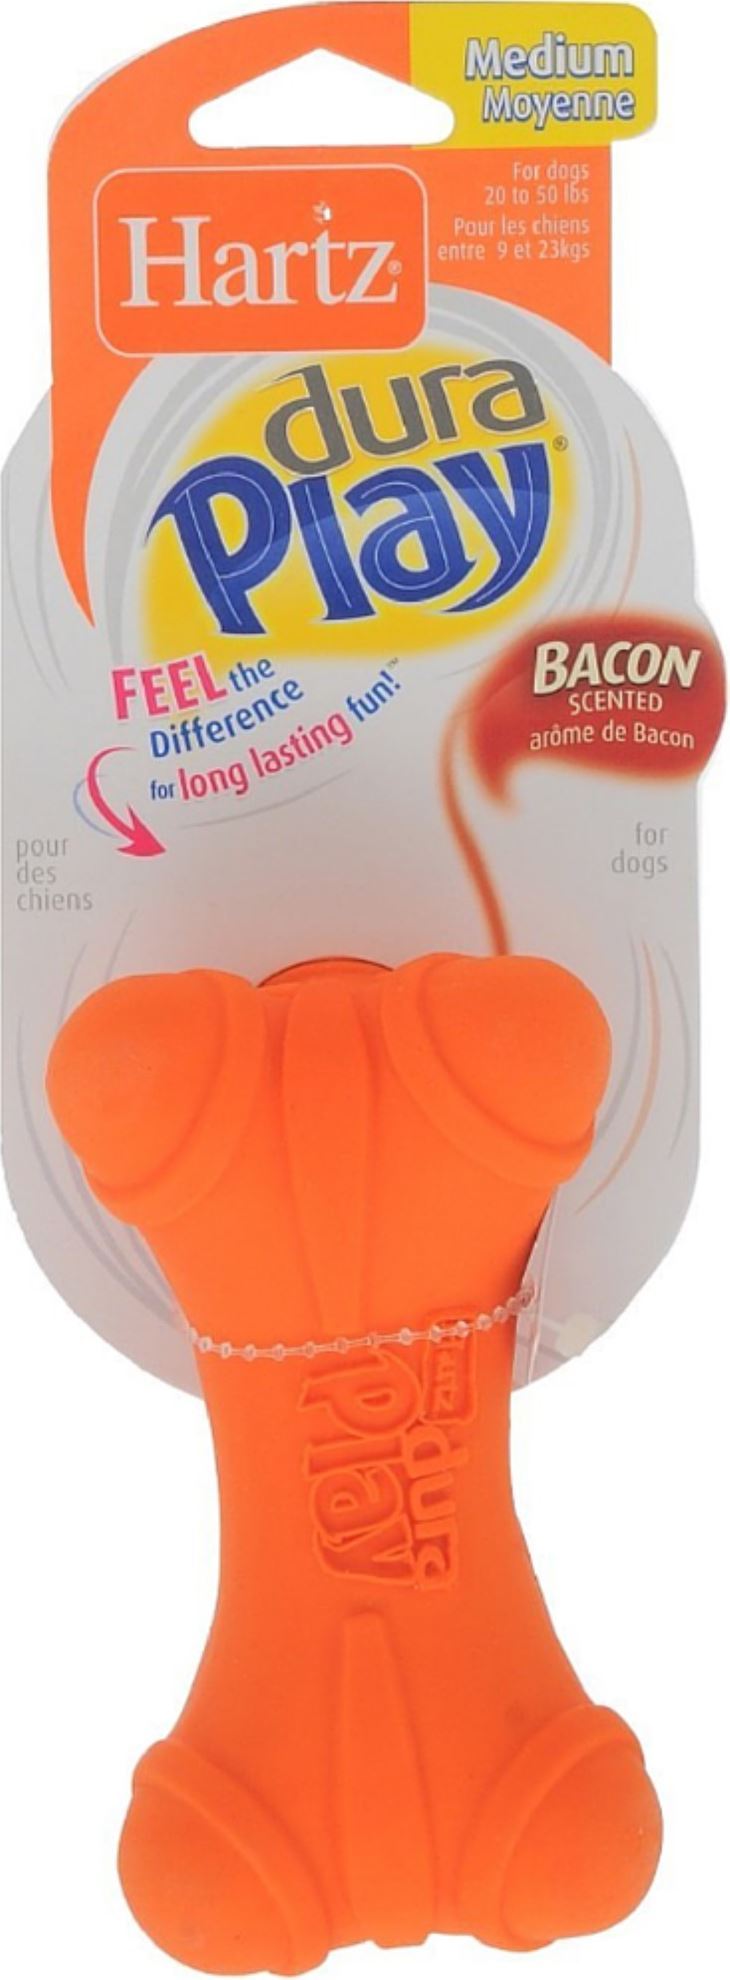 Medium
Moyenne
For dogs
20 to 50 lbs
Pour les chiens
entre 9 et 23kgs
Hartz®
dura
Play®
FEEL the
Difference
for long lasting fun!™
BACON
SCENTED
arôme de Bacon
pour
des
chiens
for
dogs
Hartz
dura
play